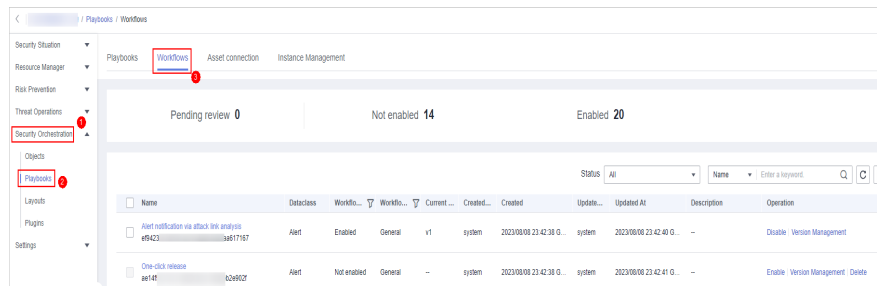 / Playbooks / Workflows
Security Situation
Resource Manager
Risk Prevention
Threat Operations
1
Security Orchestration
Objects
Playbooks
2
Layouts
Plugins
Settings
Playbooks Workflows Asset connection Instance Management
3
Pending review 0 Not enabled 14 Enabled 20
Status All Name Enter a keyword.
Name Dataclass Workflo... Workflo... Current ... Created... Created Update... Updated At Description Operation
Alert notification via attack link analysis
ef9423 aa617167
Alert Enabled General v1 system 2023/08/08 23:42:38 G... system 2023/08/08 23:42:40 G... -- Disable Version Management
One-click release
ae14f b2e902f
Alert Not enabled General -- system 2023/08/08 23:42:38 G... system 2023/08/08 23:42:41 G... -- Enable Version Management Delete